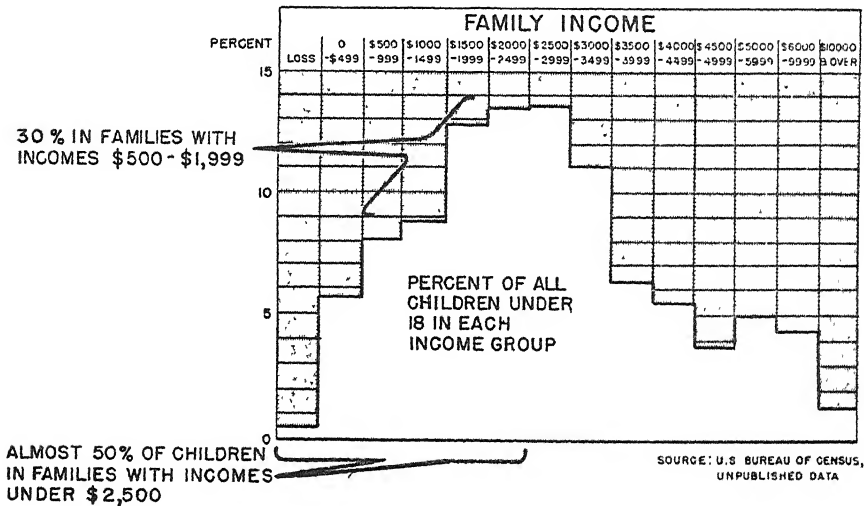 FAMILY INCOME
PERCENT
LOSS
0 -$499
$500 -999
$1000 -1499
$1500 -1999
$2000 -2499
$2500 -2999
$3000 -3499
$3500 -3999
$4000 -4499
$4500 -4999
$5000 -5999
$6000 -9999
$10000 & OVER
15
30% IN FAMILIES WITH
INCOMES $500-$1,999
10
PERCENT OF ALL
CHILDREN UNDER
18 IN EACH
INCOME GROUP
5
0
ALMOST 50% OF CHILDREN
IN FAMILIES WITH INCOMES
UNDER $2,500
SOURCE: U.S BUREAU OF CENSUS,
UNPUBLISHED DATA